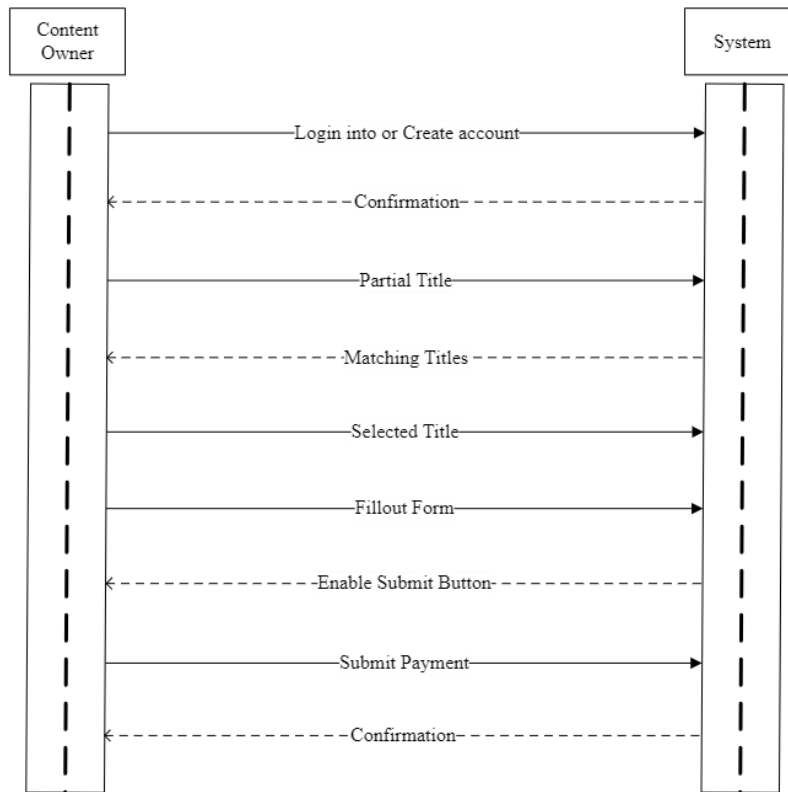 Content
Owner
System
Login into or Create account
Confirmation
Partial Title
Matching Titles
Selected Title
Fillout Form
Enable Submit Button
Submit Payment
Confirmation